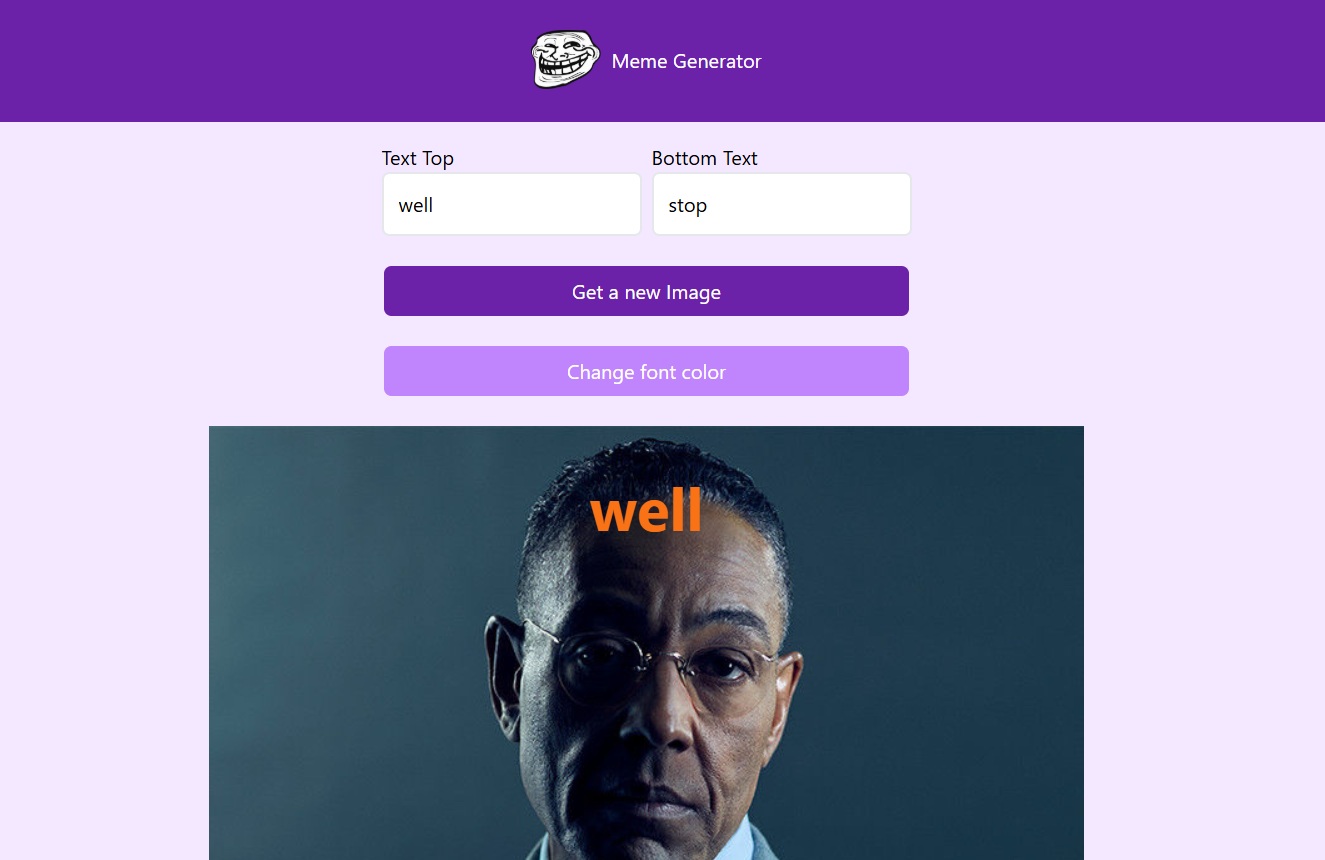 Meme Generator
Text Top
Bottom Text
well
stop
Get a new Image
Change font color
well